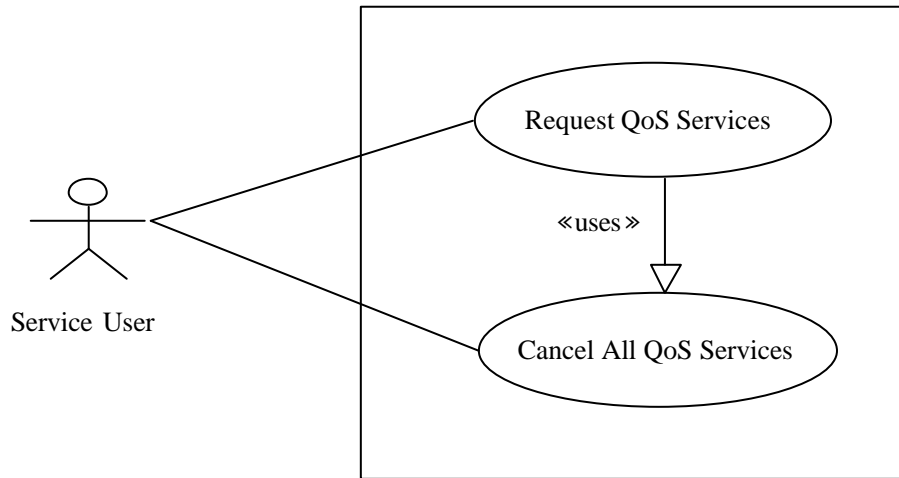 Request QoS Services
≪uses≫
Service User
Cancel All QoS Services